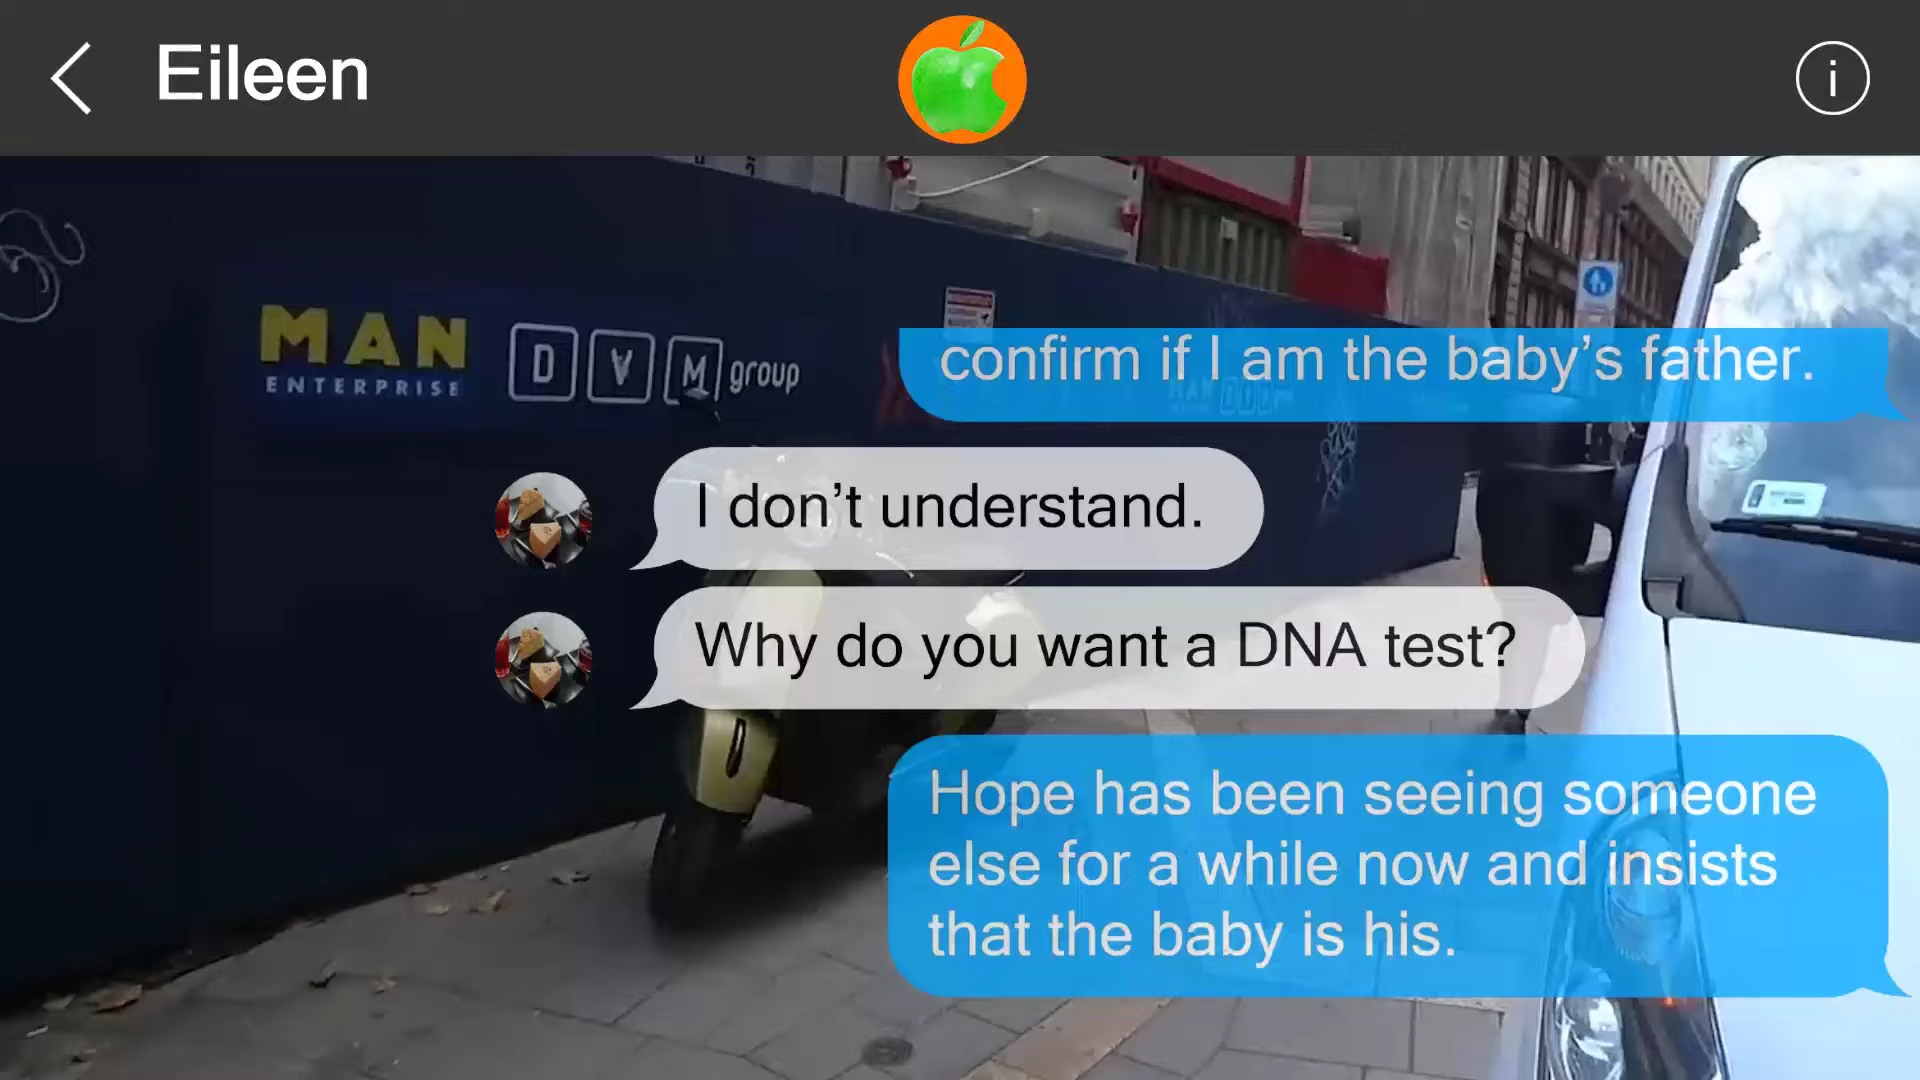 Eileen
i
MAN
ENTERPRISE
D V M group
confirm if I am the baby’s father.
I don’t understand.
Why do you want a DNA test?
Hope has been seeing someone
else for a while now and insists
that the baby is his.